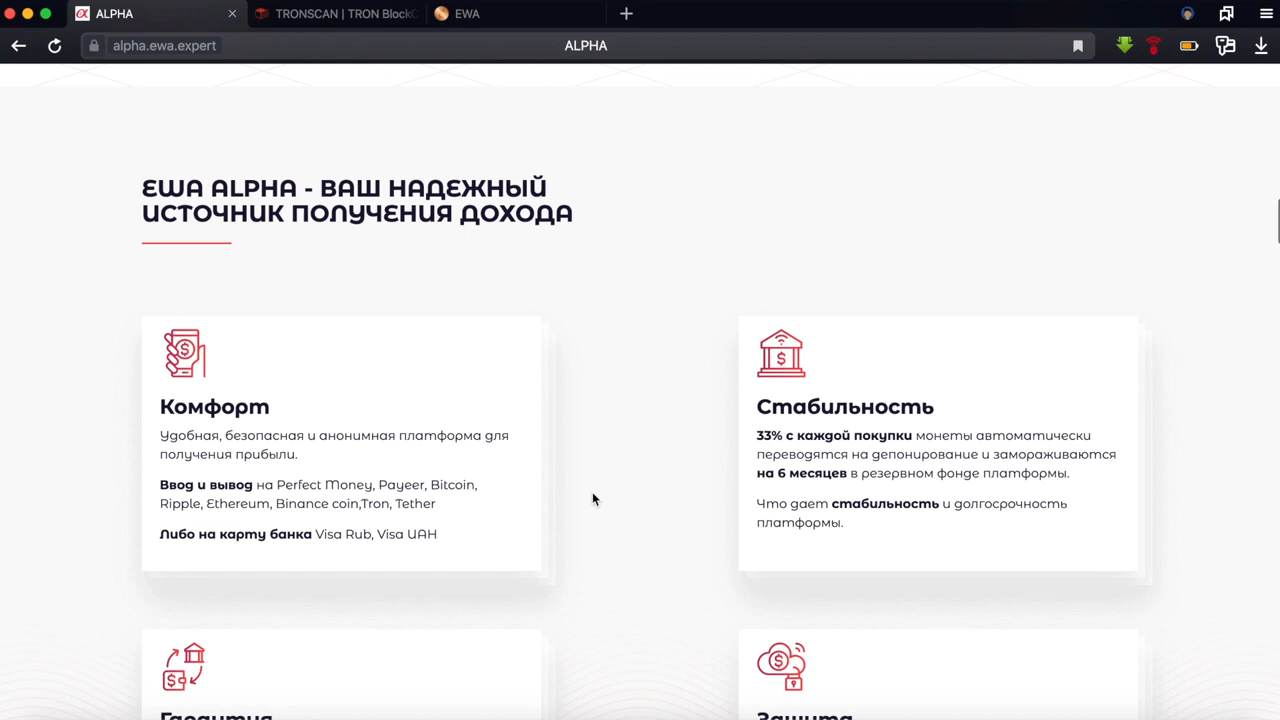 ALPHA
TRONSCAN | TRON BlockC
EWA
alpha.ewa.expert
ALPHA
EWA ALPHA - ВАШ НАДЕЖНЫЙ
ИСТОЧНИК ПОЛУЧЕНИЯ ДОХОДА
Комфорт
Удобная, безопасная и анонимная платформа для
получения прибыли.
Ввод и вывод на Perfect Money, Payeer, Bitcoin,
Ripple, Ethereum, Binance coin,Tron, Tether
Либо на карту банка Visa Rub, Visa UAH
Стабильность
33% с каждой покупки монеты автоматически
переводятся на депонирование и замораживаются
на 6 месяцев в резервном фонде платформы.
Что дает стабильность и долгосрочность
платформы.
Гарантия
Защита